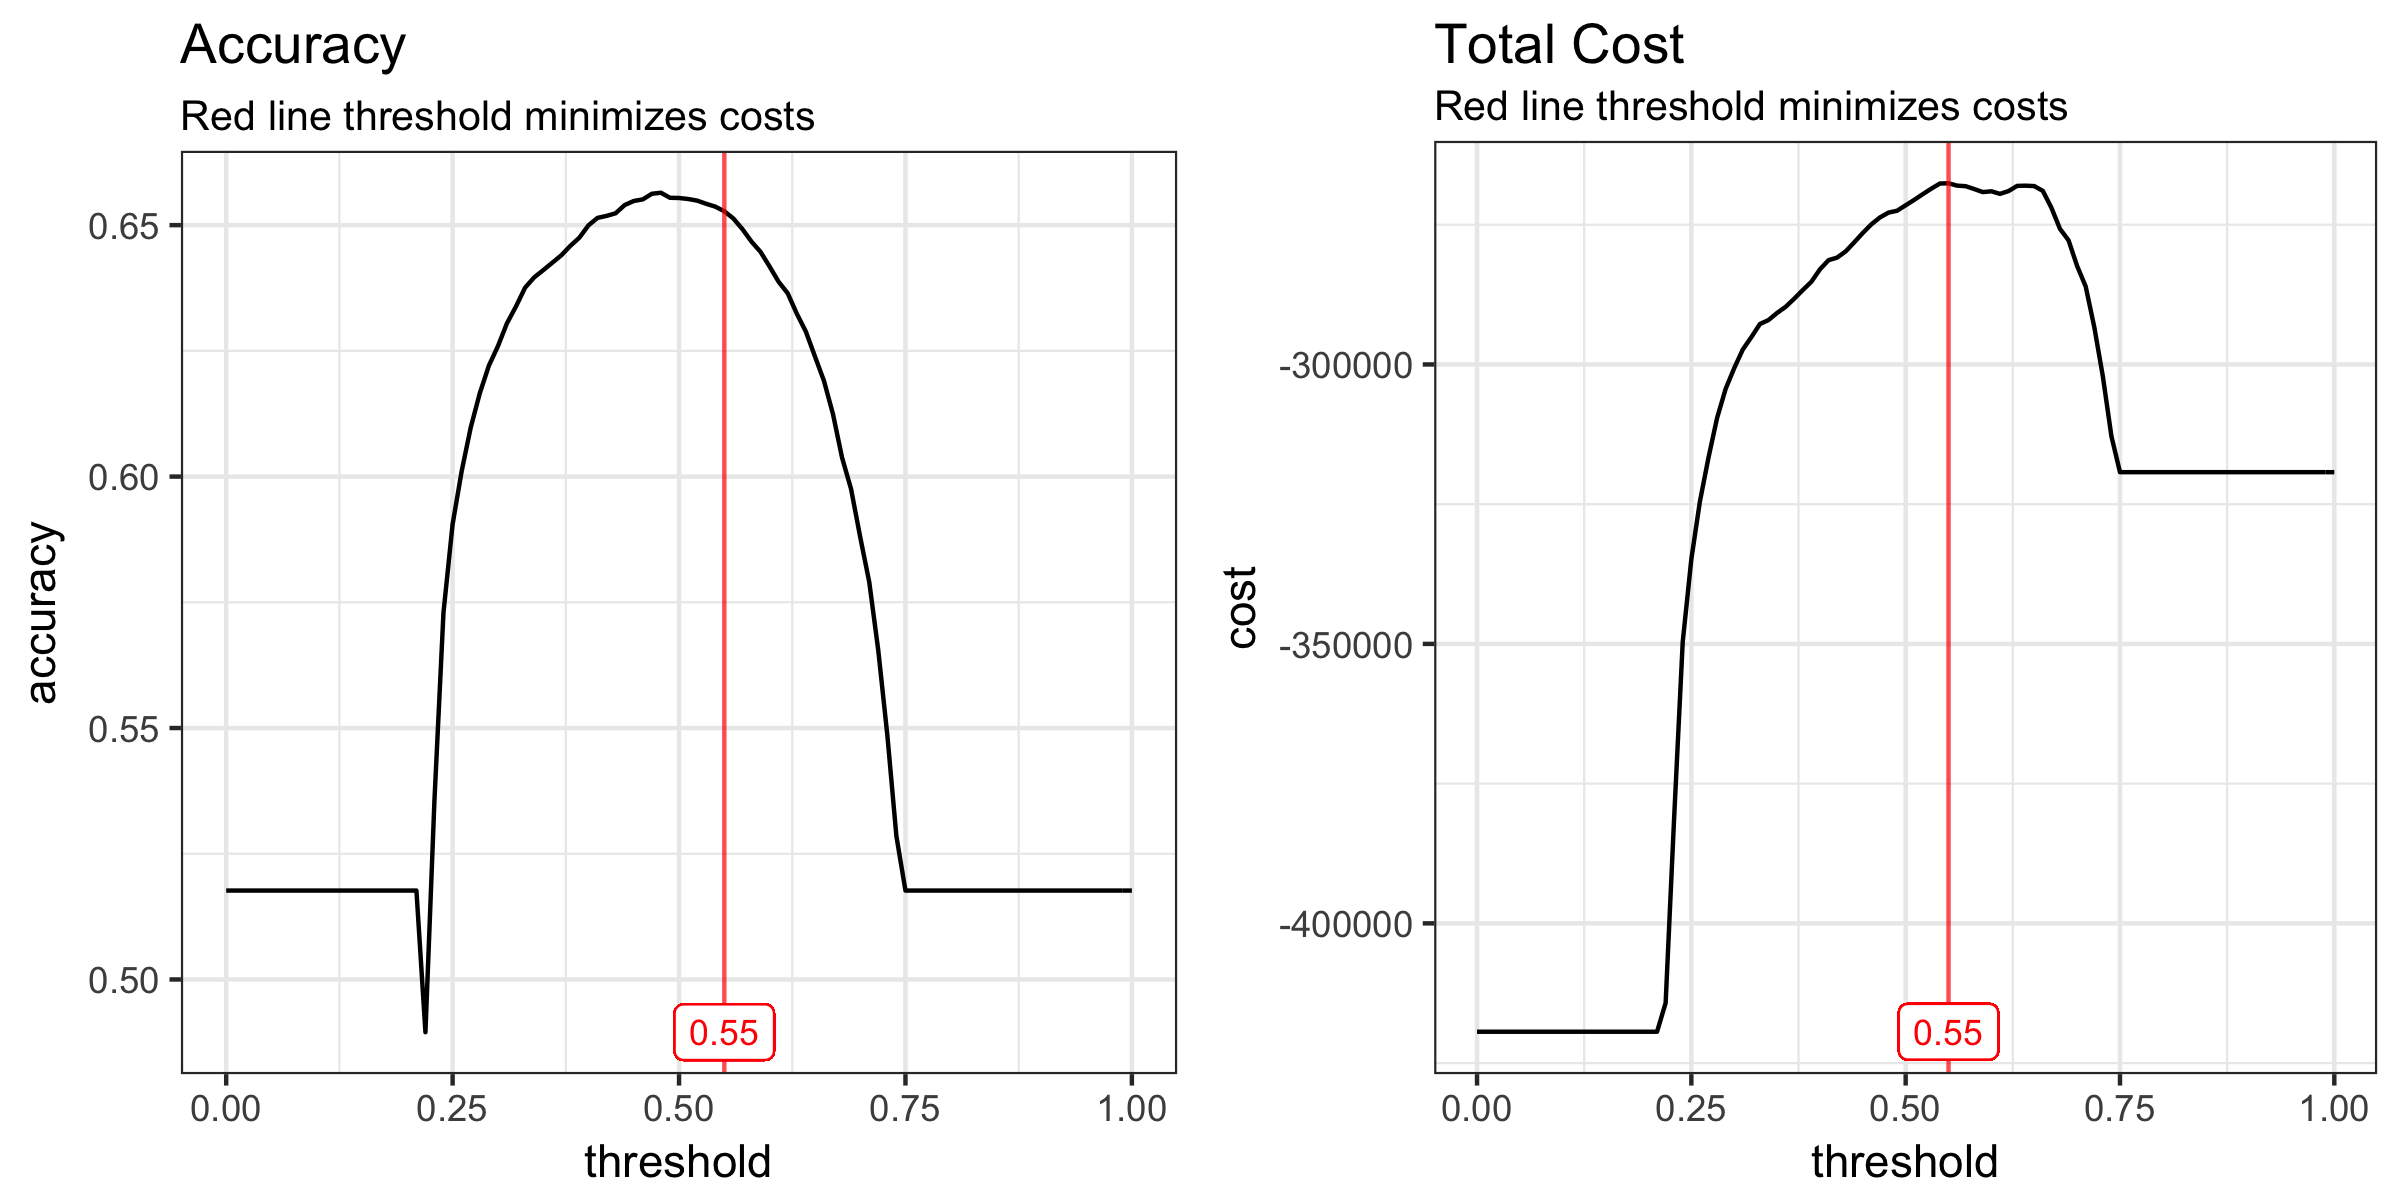 Accuracy
Red line threshold minimizes costs
accuracy
0.65
0.60
0.55
0.50
0.55
0.00 0.25 0.50 0.75 1.00
threshold
Total Cost
Red line threshold minimizes costs
cost
-300000
-350000
-400000
0.55
0.00 0.25 0.50 0.75 1.00
threshold